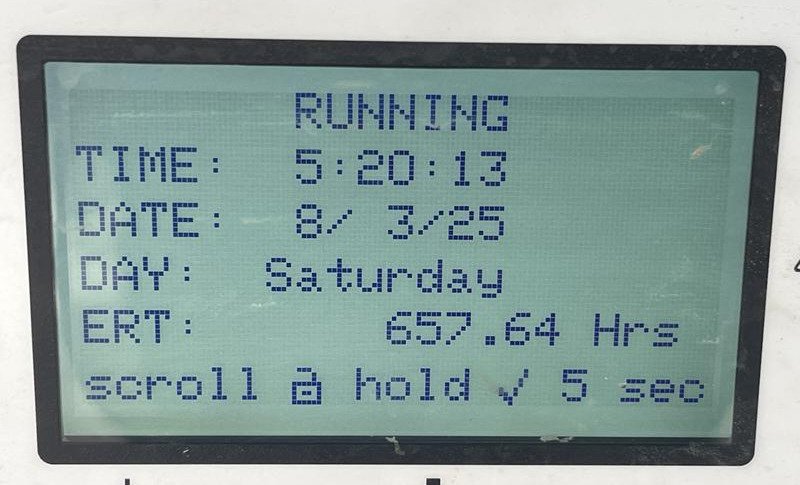 RUNNING
TIME: 5:20:13
DATE: 8/ 3/25
DAY: Saturday
ERT: 657.64 Hrs
scroll hold ✓ 5 sec